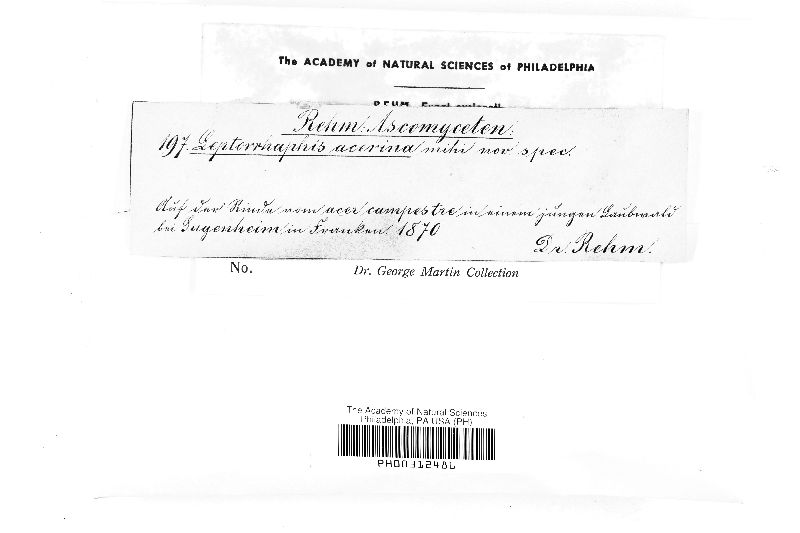 The ACADEMY of NATURAL SCIENCES of PHILADELPHIA
Rehm. Ascomyceten.
197. Leptorrhaphis acerina mihi nov spec.
Auf der Rinde vom acer campestre in einem jungen Laubwald
bei Sugenheim in Franken 1870
Dr. Rehm.
No.
Dr. George Martin Collection
The Academy of Natural Sciences
Philadelphia, PA USA (PH)
PH00312486